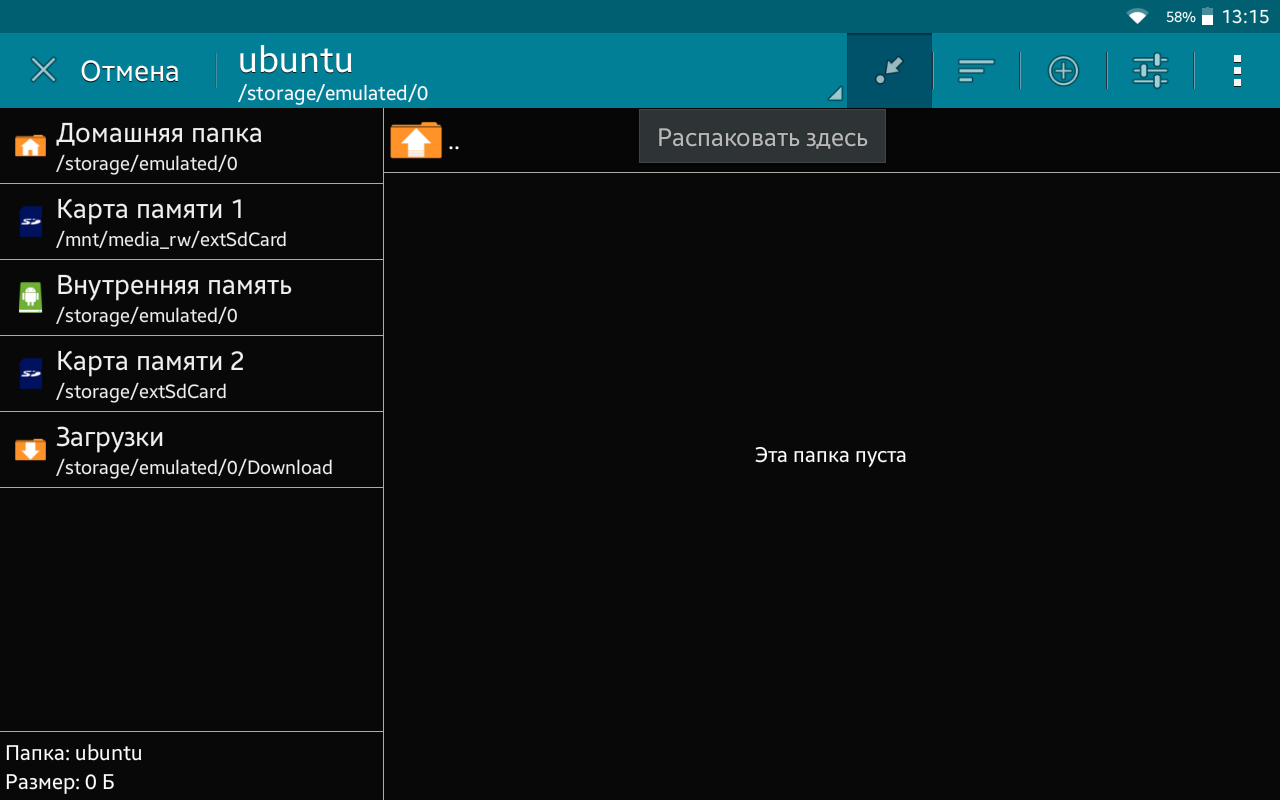 58% 13:15
Отмена
ubuntu
/storage/emulated/0
Домашняя папка
/storage/emulated/0
Карта памяти 1
/mnt/media_rw/extSdCard
Внутренняя память
/storage/emulated/0
Карта памяти 2
/storage/extSdCard
Загрузки
/storage/emulated/0/Download
Папка: ubuntu
Размер: 0 Б
..
Распаковать здесь
Эта папка пуста